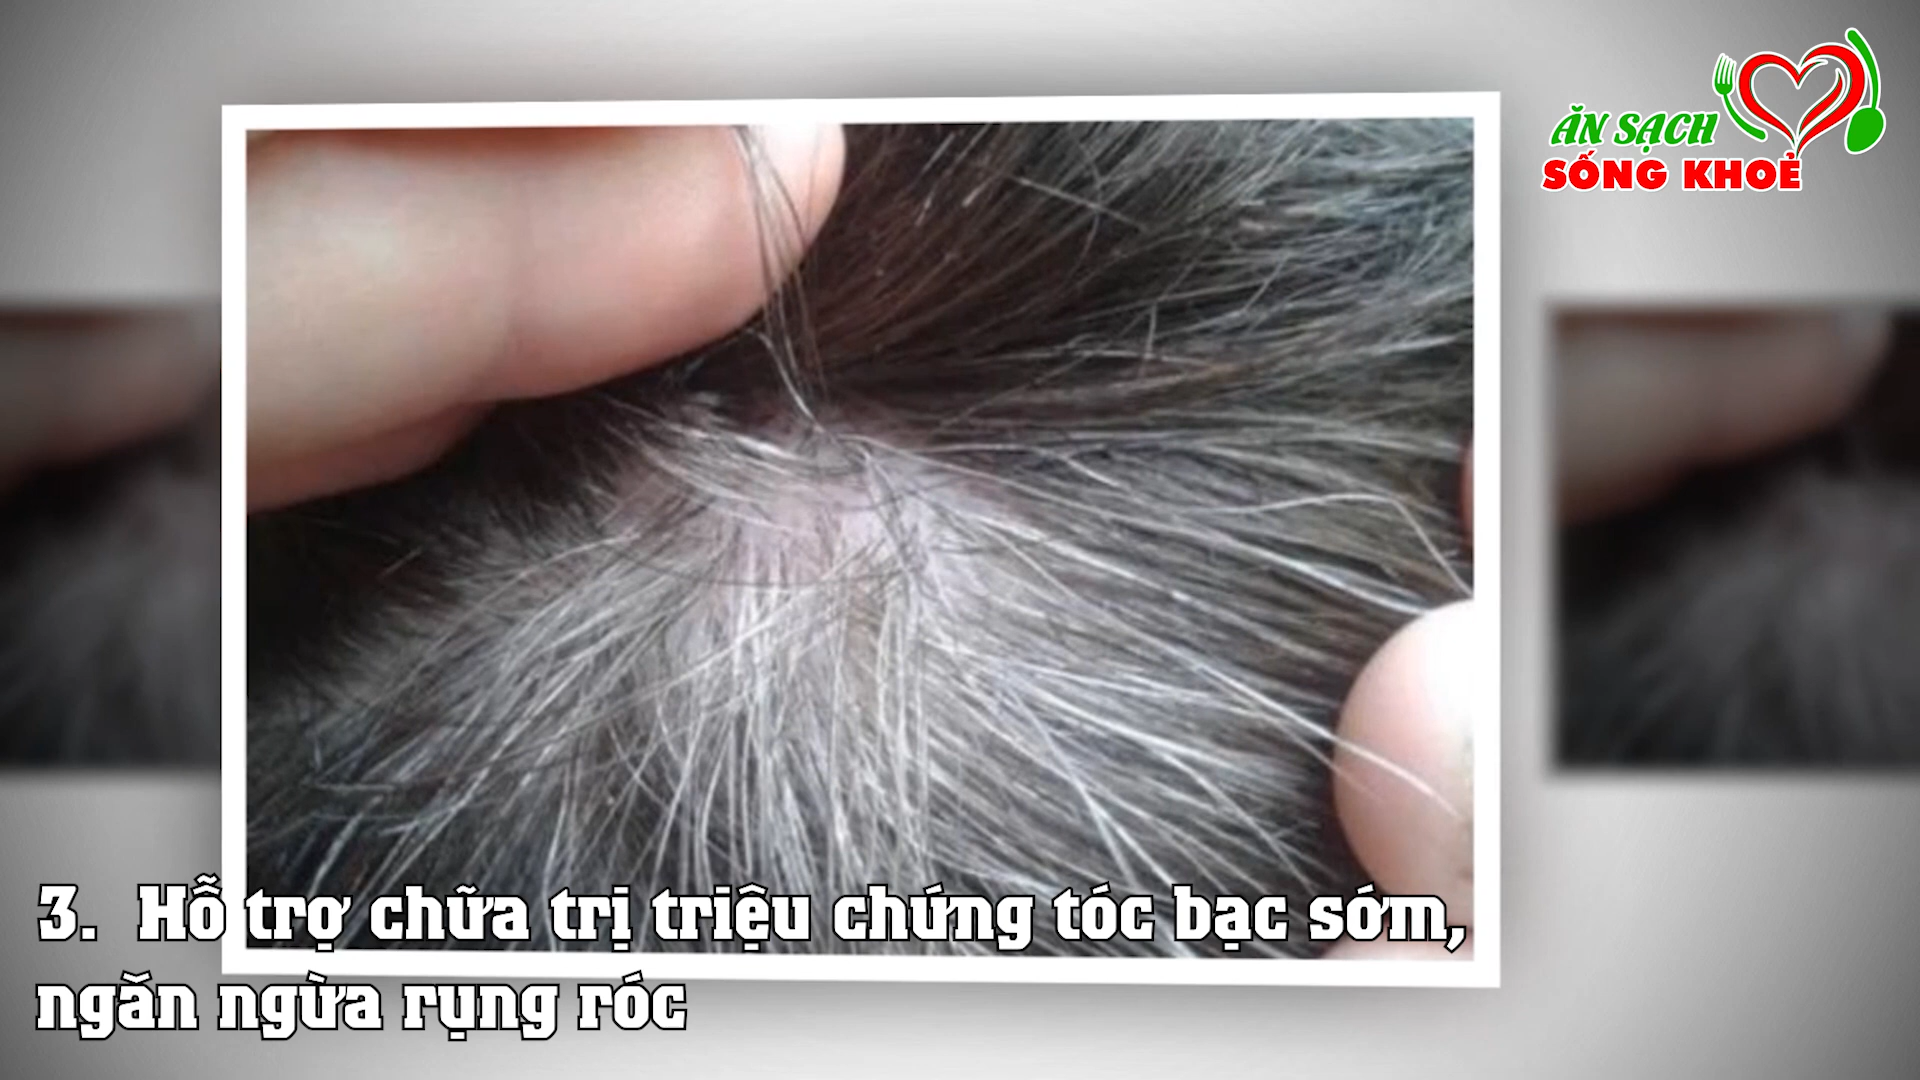 ĂN SẠCH
SỐNG KHOẺ
3. Hỗ trợ chữa trị triệu chứng tóc bạc sớm,
ngăn ngừa rụng róc